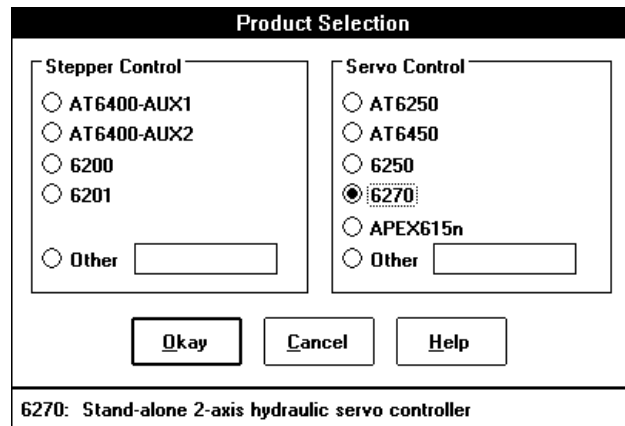 Product Selection
Stepper Control
AT6400-AUX1
AT6400-AUX2
6200
6201
Other
Servo Control
AT6250
AT6450
6250
6270
APEX615n
Other
Okay
Cancel
Help
6270: Stand-alone 2-axis hydraulic servo controller